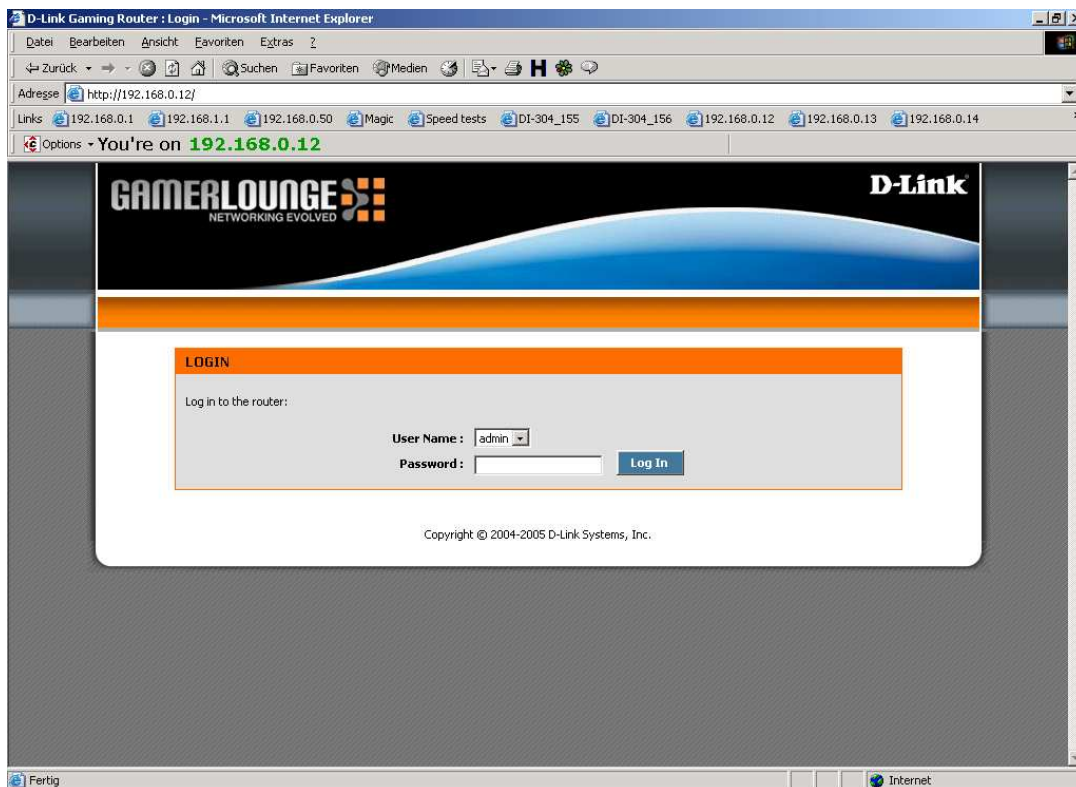 D-Link Gaming Router : Login - Microsoft Internet Explorer
Datei Bearbeiten Ansicht Favoriten Extras ?
Zurück Suchen Favoriten Medien
Adresse http://192.168.0.12/
Links 192.168.0.1 192.168.1.1 192.168.0.50 Magic Speed tests DI-304_155 DI-304_156 192.168.0.12 192.168.0.13 192.168.0.14
Options You're on 192.168.0.12
GAMERLOUNGE D-Link
NETWORKING EVOLVED
LOGIN
Log in to the router:
User Name : admin
Password : Log In
Copyright © 2004-2005 D-Link Systems, Inc.
Fertig Internet